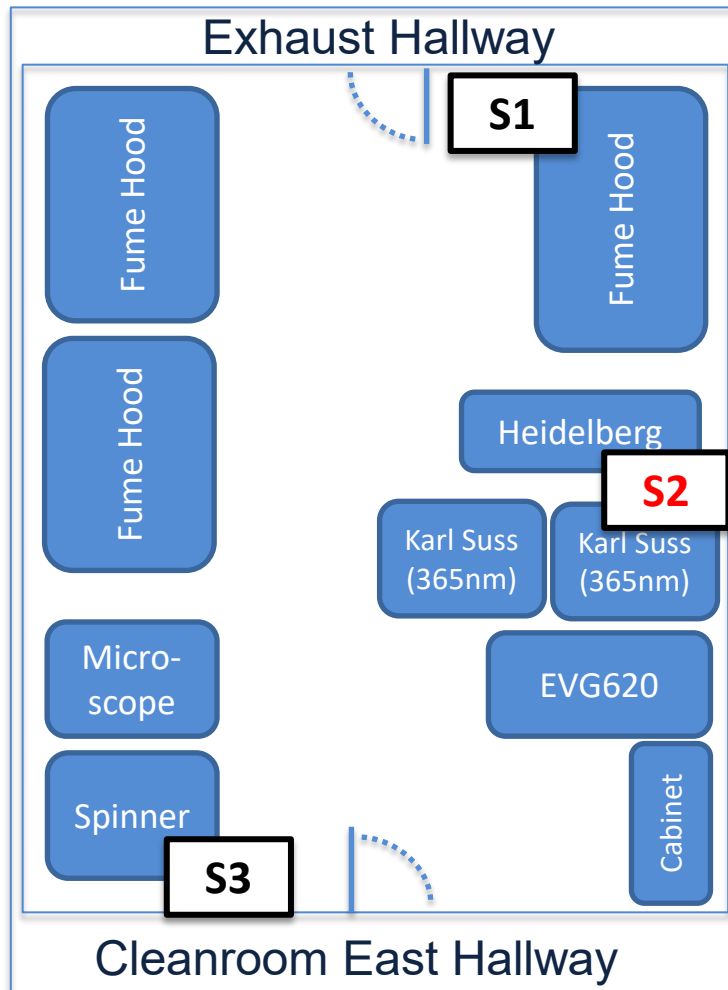 Exhaust Hallway
Fume Hood
S1
Fume Hood
Fume Hood
Heidelberg
S2
Karl Suss
(365nm)
Karl Suss
(365nm)
Micro-
scope
EVG620
Spinner
Cabinet
S3
Cleanroom East Hallway